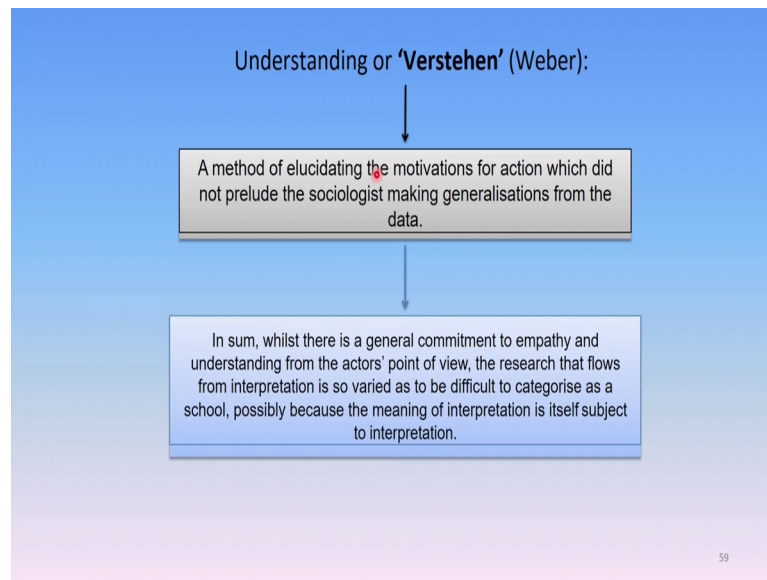 Understanding or ‘Verstehen’ (Weber):
A method of elucidating the motivations for action which did
not prelude the sociologist making generalisations from the
data.
In sum, whilst there is a general commitment to empathy and
understanding from the actors’ point of view, the research that flows
from interpretation is so varied as to be difficult to categorise as a
school, possibly because the meaning of interpretation is itself subject
to interpretation.
59